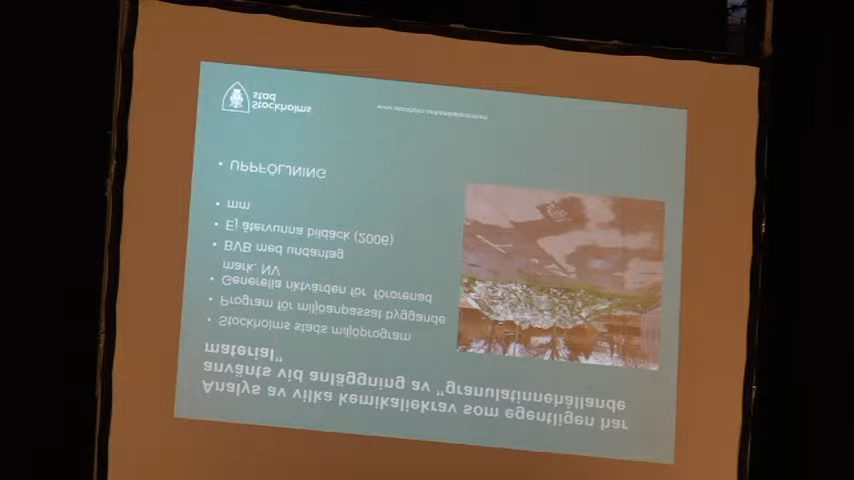 Analys av vilka kemikaliekrav som egentligen har
använts vid anläggning av "granulatinnehållande
material"
• Stockholms stads miljöprogram
• Program för miljöanpassat byggande
• Generella riktvärden för förorenad
mark, NV
• BVB med undantag
• Ej återvunna bildäck (2006)
• mm
• UPPFÖLJNING
Stockholms
stad